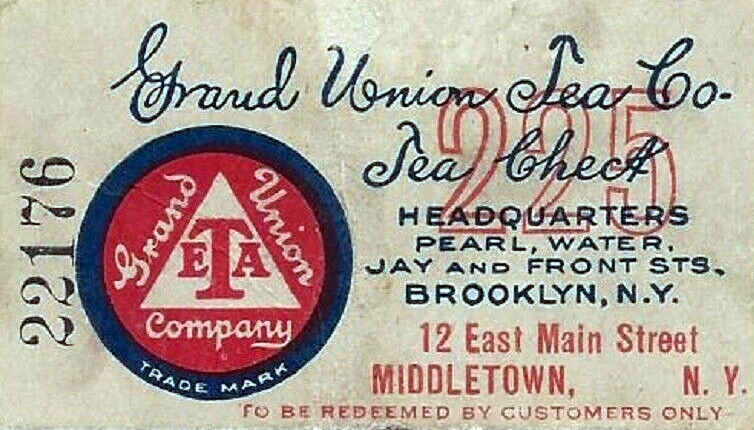 Grand Union Tea Co.
Tea Check
225
HEADQUARTERS
PEARL, WATER,
JAY AND FRONT STS.,
BROOKLYN, N.Y.
12 East Main Street
MIDDLETOWN, N. Y.
TO BE REDEEMED BY CUSTOMERS ONLY
22176
Grand Union
ETA
Company
TRADE MARK